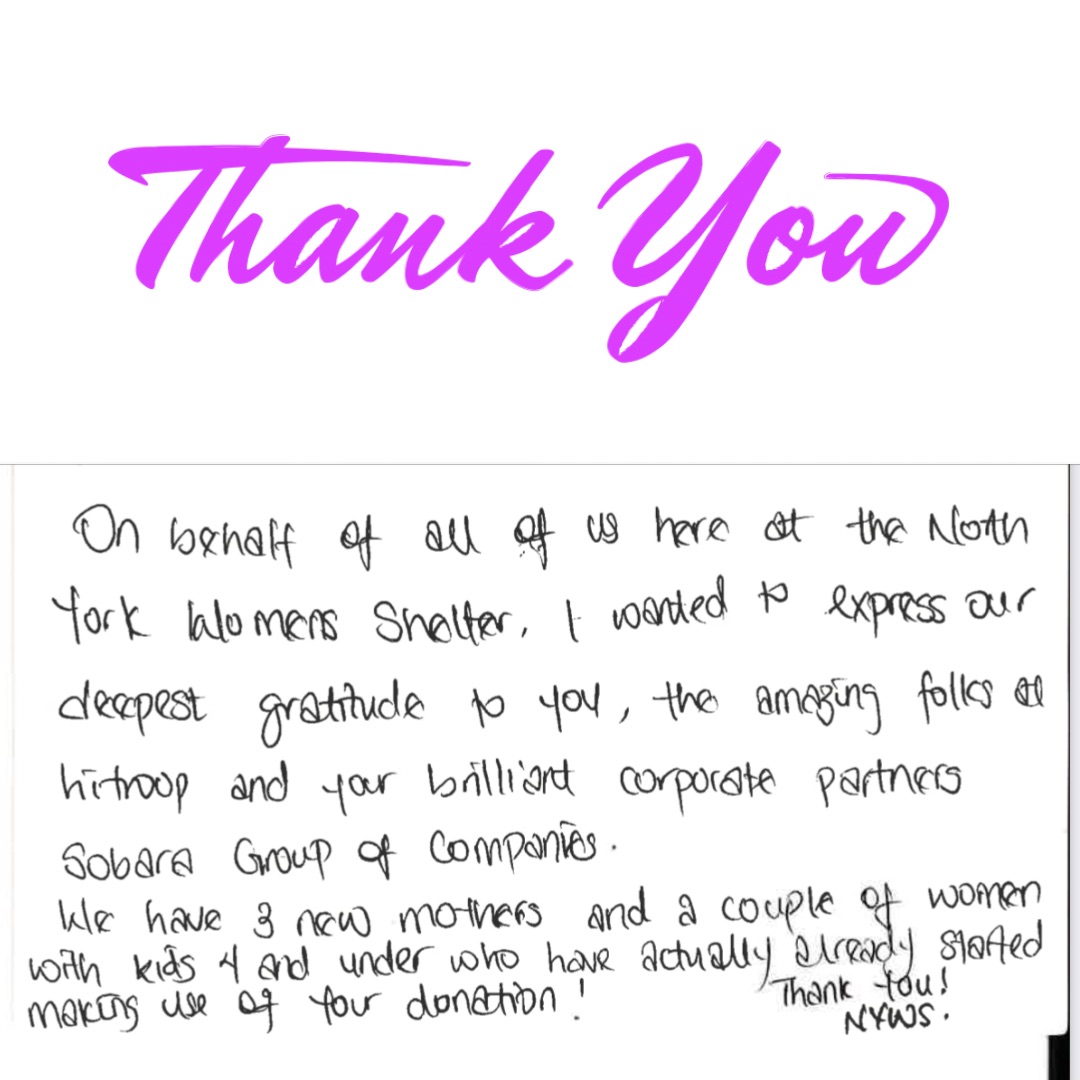 Thank You
On behalf of all of us here at the North
York Womens Shelter, I wanted to express our
deepest gratitude to you, the amazing folks at
hitroop and your brilliant corporate partners
Sobara Group of Companies.
We have 3 new mothers and a couple of women
with kids 4 and under who have actually already started
making use of your donation!
Thank You!
NYWS.